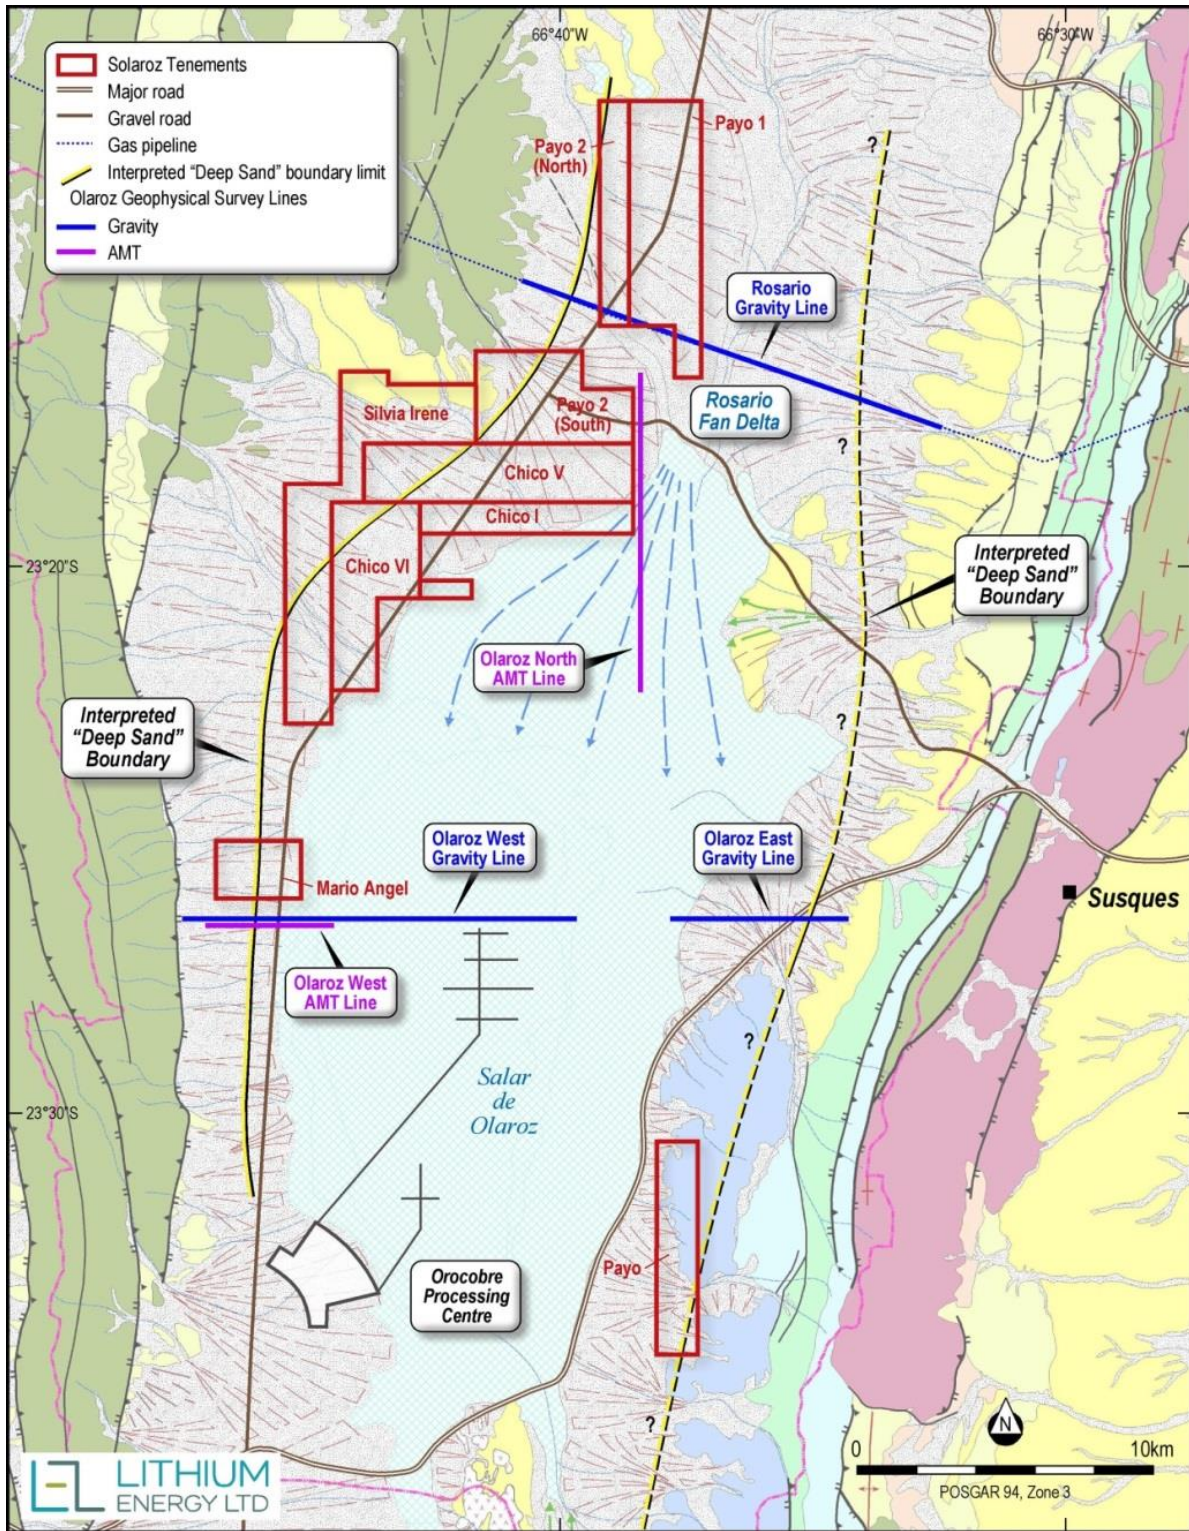 66°40'W
66°30'W
Solaroz Tenements
Major road
Gravel road
Gas pipeline
Interpreted “Deep Sand” boundary limit
Olaroz Geophysical Survey Lines
Gravity
AMT
Payo 2
(North)
Payo 1
?
Rosario
Gravity Line
Rosario
Fan Delta
Silvia Irene
Payo 2
(South)
?
Chico V
Chico I
Chico VI
23°20'S
Interpreted
“Deep Sand”
Boundary
Olaroz North
AMT Line
Interpreted
“Deep Sand”
Boundary
?
Olaroz West
Gravity Line
Olaroz East
Gravity Line
Mario Angel
Susques
Olaroz West
AMT Line
?
Salar
de
Olaroz
23°30'S
Payo
Orocobre
Processing
Centre
?
N
0
10km
POSGAR 94, Zone 3
LITHIUM
ENERGY LTD